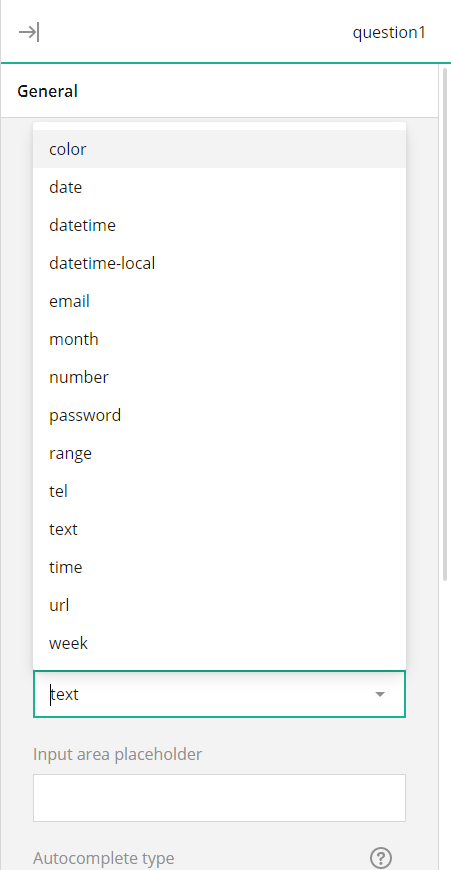 question1
General
color
date
datetime
datetime-local
email
month
number
password
range
tel
text
time
url
week
text
Input area placeholder
Autocomplete type